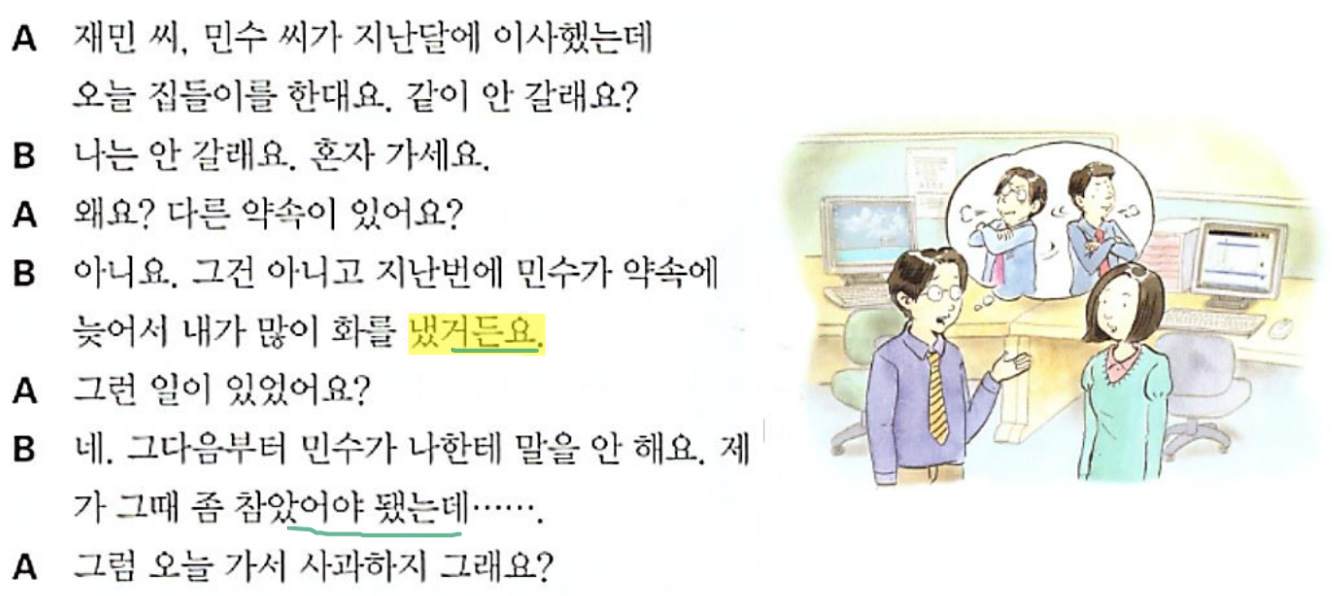 A 재민 씨, 민수 씨가 지난달에 이사했는데
오늘 집들이를 한대요. 같이 안 갈래요?
B 나는 안 갈래요. 혼자 가세요.
A 왜요? 다른 약속이 있어요?
B 아니요. 그건 아니고 지난번에 민수가 약속에
늦어서 내가 많이 화를 냈거든요.
A 그런 일이 있었어요?
B 네. 그다음부터 민수가 나한테 말을 안 해요. 제
가 그때 좀 참았어야 됐는데…….
A 그럼 오늘 가서 사과하지 그래요?